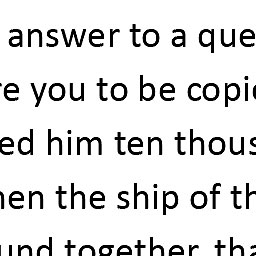 answer to a que
re you to be copi
ed him ten thous
hen the ship of th
und together, tha